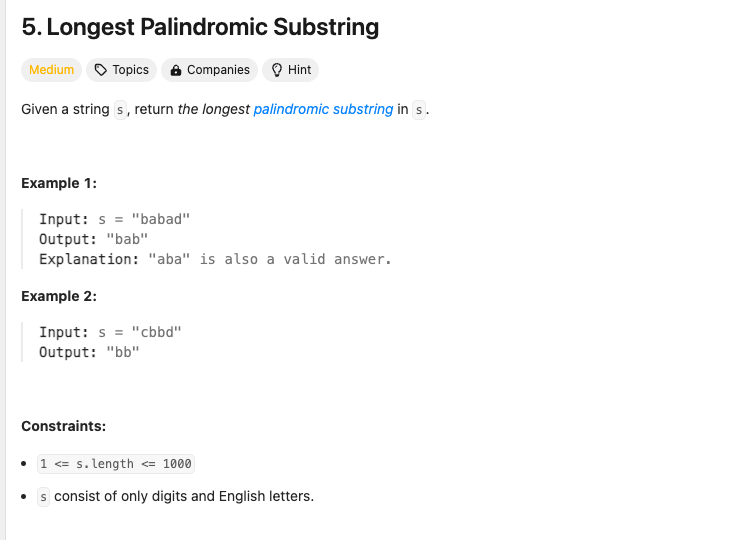 5. Longest Palindromic Substring
Medium Topics Companies Hint
Given a string s, return the longest palindromic substring in s.
Example 1:
Input: s = "babad"
Output: "bab"
Explanation: "aba" is also a valid answer.
Example 2:
Input: s = "cbbd"
Output: "bb"
Constraints:
• 1 <= s.length <= 1000
• s consist of only digits and English letters.